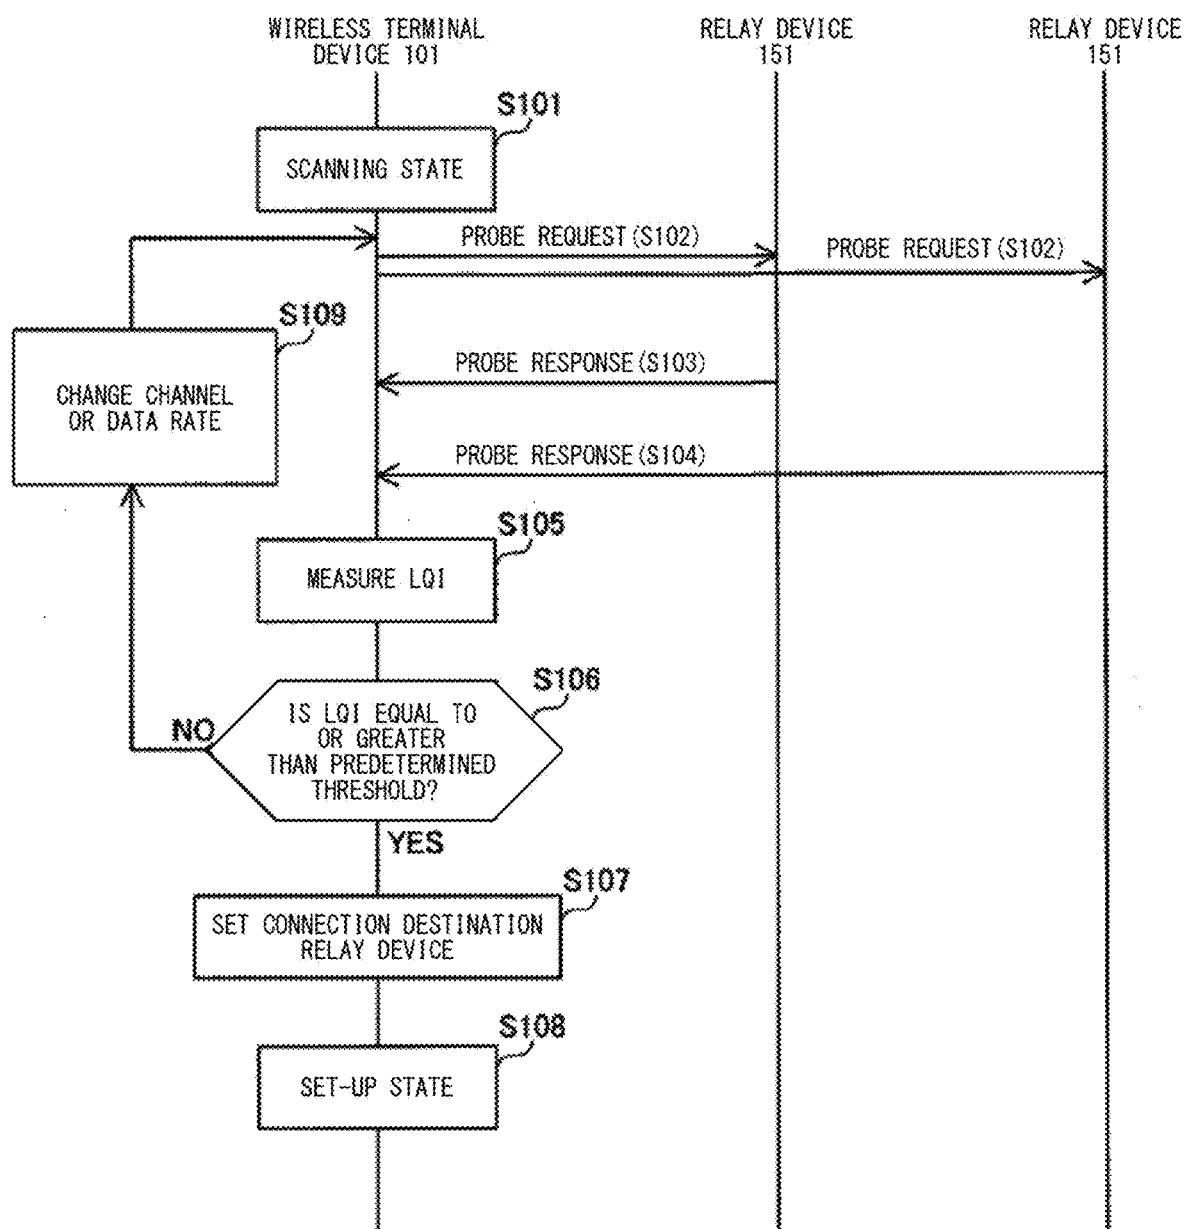 WIRELESS TERMINAL
DEVICE 101
RELAY DEVICE
151
RELAY DEVICE
151
S101
SCANNING STATE
PROBE REQUEST(S102)
PROBE REQUEST(S102)
S109
CHANGE CHANNEL
OR DATA RATE
PROBE RESPONSE(S103)
PROBE RESPONSE(S104)
S105
MEASURE LQI
S106
NO
IS LQI EQUAL TO
OR GREATER
THAN PREDETERMINED
THRESHOLD?
YES
S107
SET CONNECTION DESTINATION
RELAY DEVICE
S108
SET-UP STATE